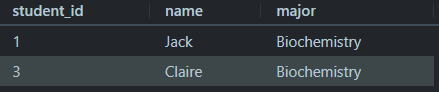 student_id name major
1 Jack Biochemistry
3 Claire Biochemistry